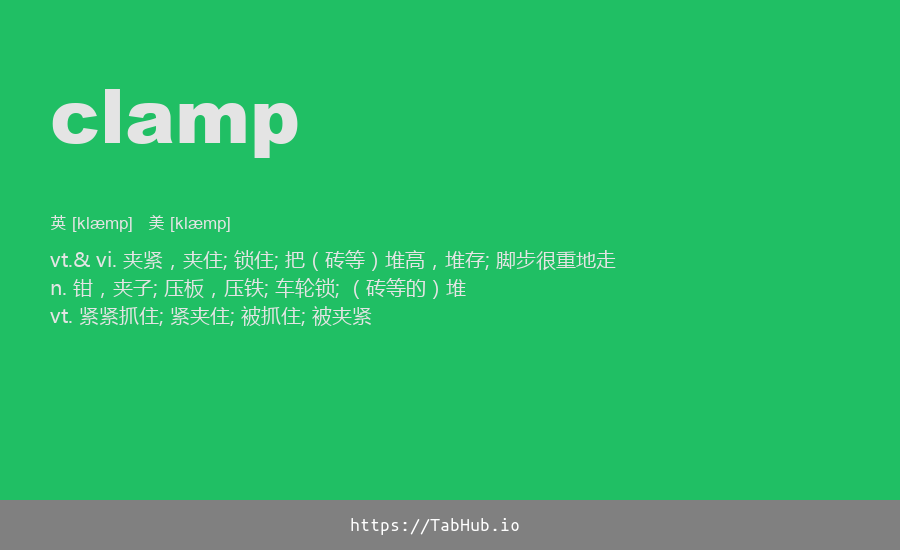 clamp
英 [klæmp] 美 [klæmp]
vt.& vi. 夹紧，夹住; 锁住; 把（砖等）堆高，堆存; 脚步很重地走
n. 钳，夹子; 压板，压铁; 车轮锁; （砖等的）堆
vt. 紧紧抓住; 紧夹住; 被抓住; 被夹紧
https://TabHub.io